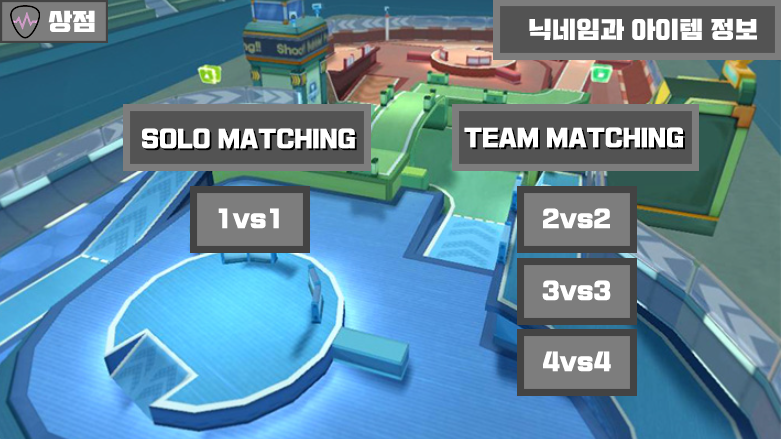 상점
닉네임과 아이템 정보
SOLO MATCHING
TEAM MATCHING
1vs1
2vs2
3vs3
4vs4